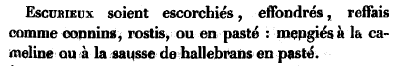 Escurieux soient escorchiés, effondrés, reffais
comme connins, rostis, ou en pasté : mengiés à la ca-
meline ou à la sausse de hallebrans en pasté.